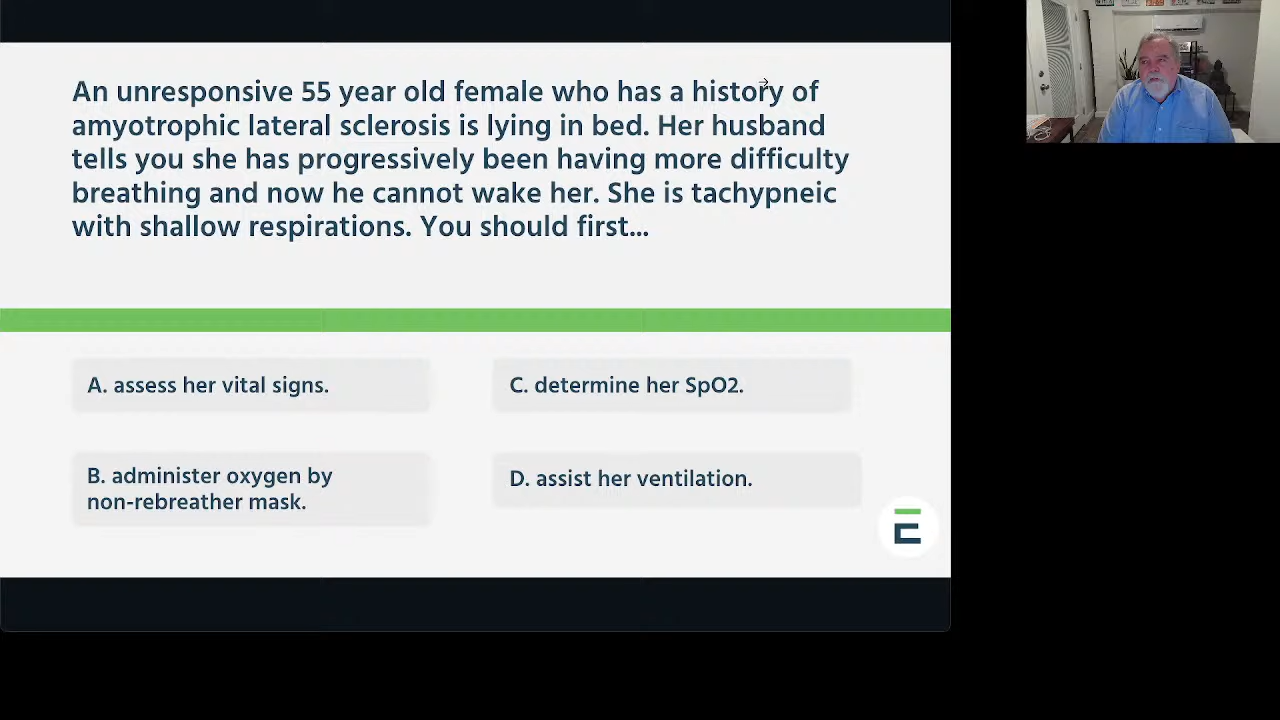 An unresponsive 55 year old female who has a history of
amyotrophic lateral sclerosis is lying in bed. Her husband
tells you she has progressively been having more difficulty
breathing and now he cannot wake her. She is tachypneic
with shallow respirations. You should first...
A. assess her vital signs.
B. administer oxygen by
non-rebreather mask.
C. determine her SpO2.
D. assist her ventilation.